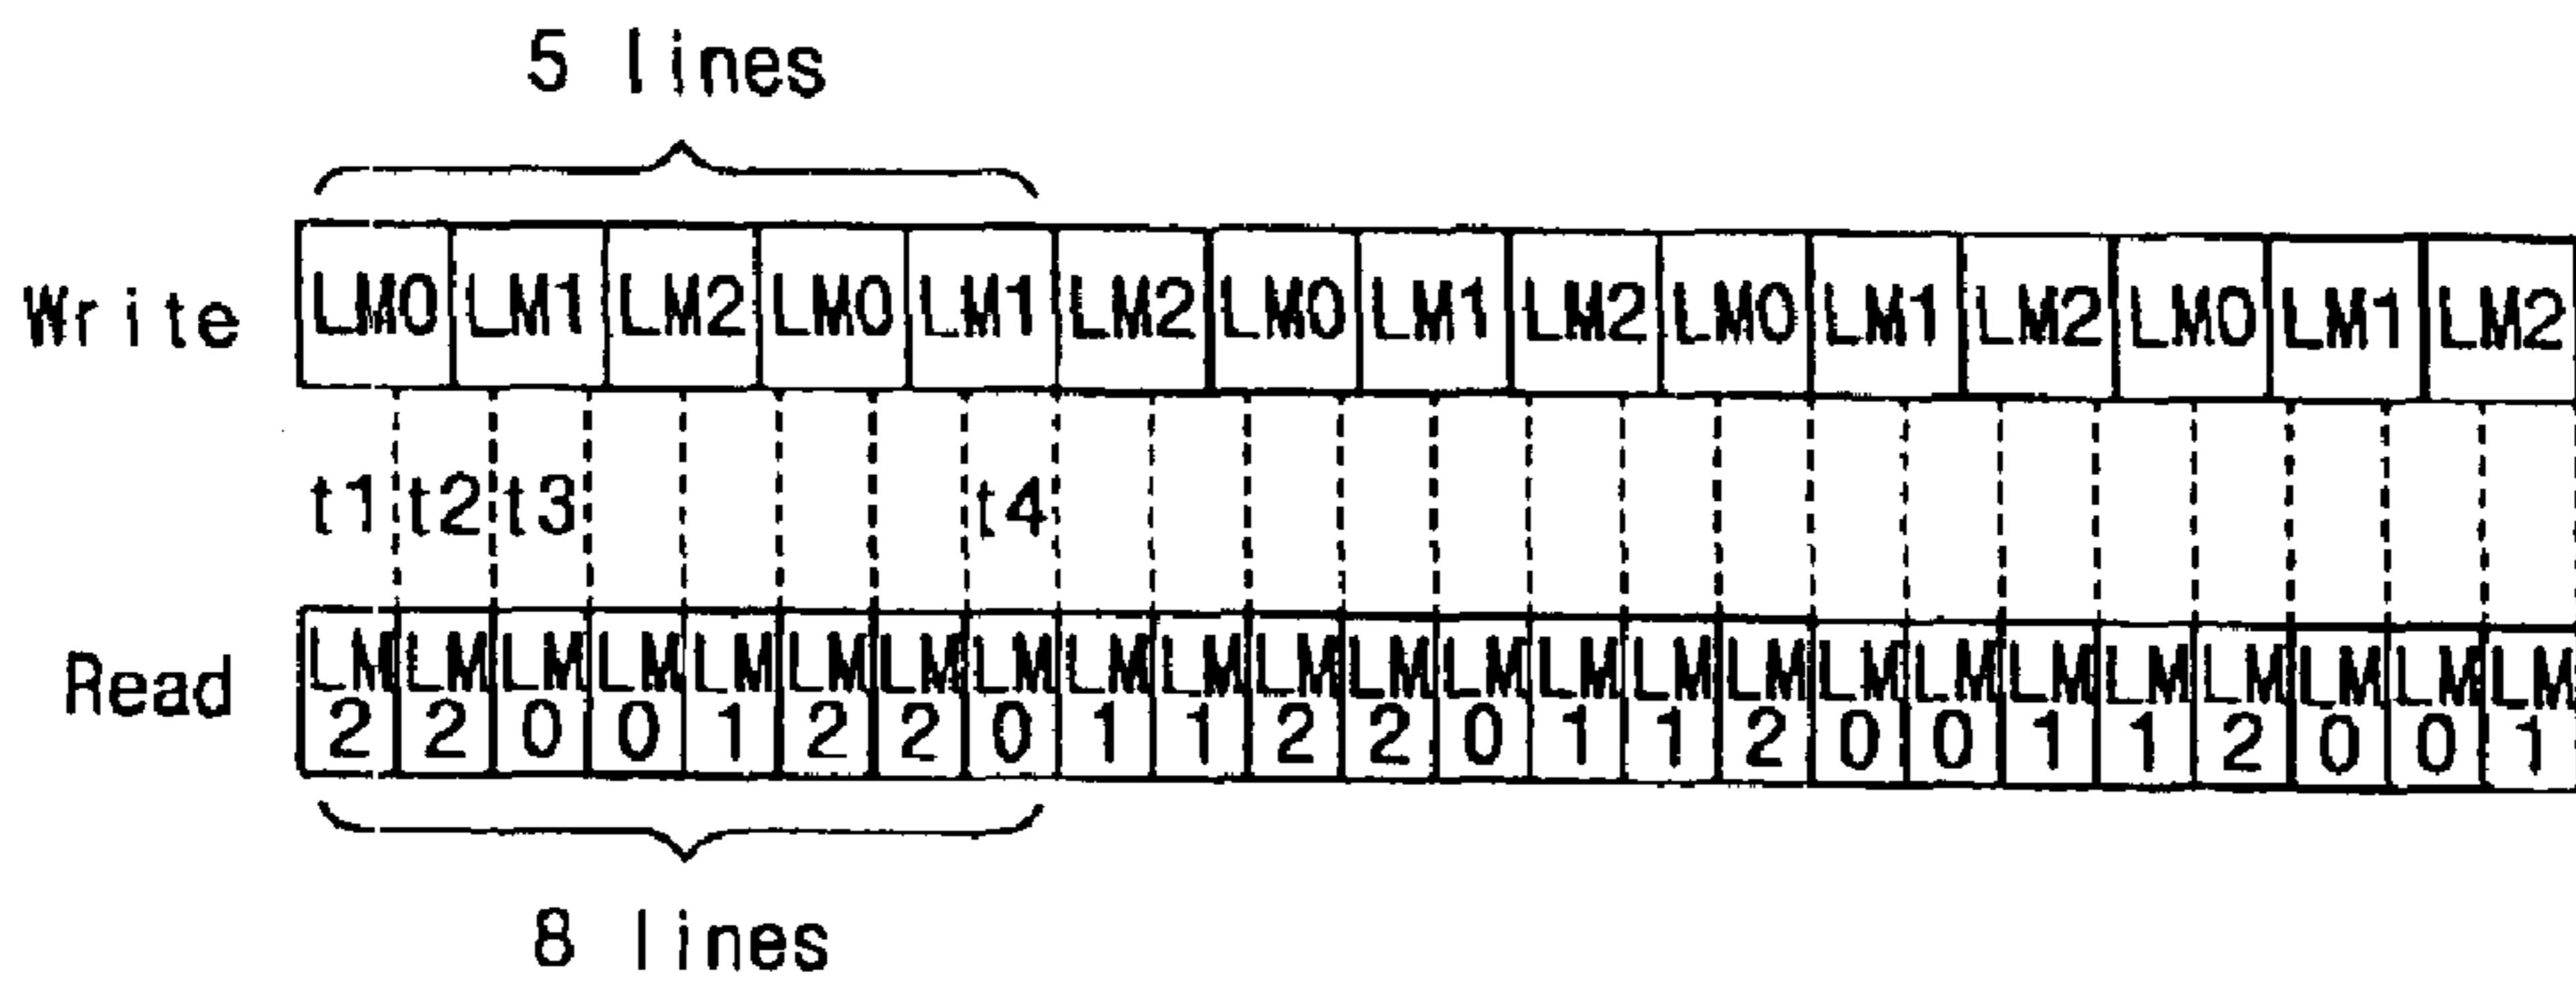 5 lines
Write LM0 LM1 LM2 LM0 LM1 LM2 LM0 LM1 LM2 LM0 LM1 LM2 LM0 LM1 LM2
t1 t2 t3 t4
Read LM LM LM LM LM LM LM LM LM LM LM LM LM LM LM LM LM LM LM LM LM LM LM LM
2 2 0 0 1 2 2 0 1 1 2 2 0 1 1 2 0 0 1 1 2 0 0 1
8 lines